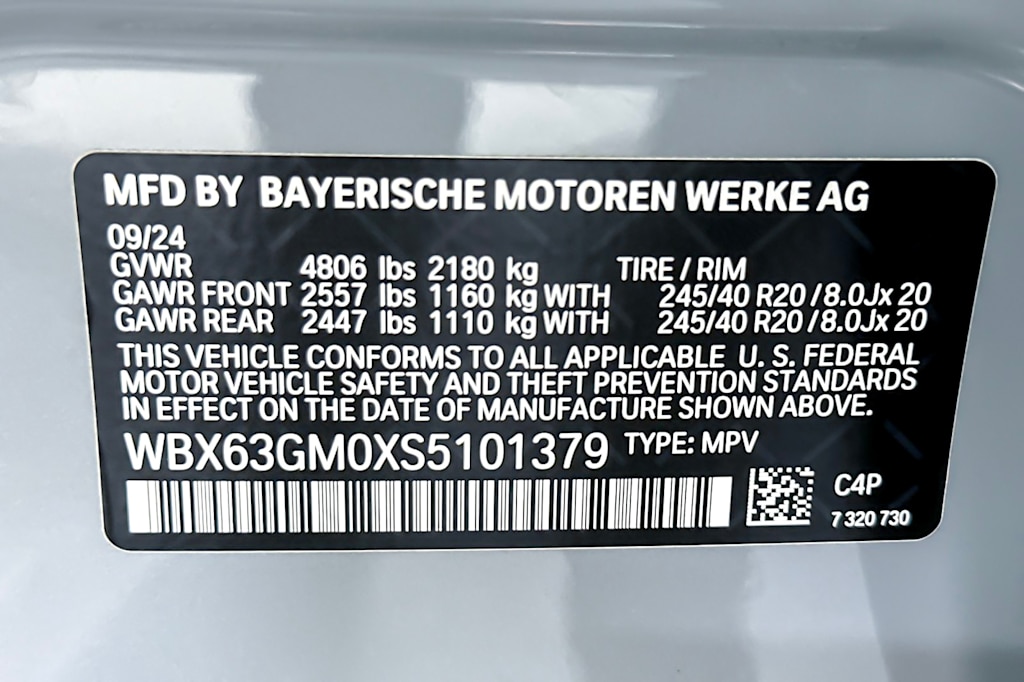 MFD BY BAYERISCHE MOTOREN WERKE AG
09/24
GVWR 4806 lbs 2180 kg TIRE / RIM
GAWR FRONT 2557 lbs 1160 kg WITH 245/40 R20 / 8.0Jx 20
GAWR REAR 2447 lbs 1110 kg WITH 245/40 R20 / 8.0Jx 20
THIS VEHICLE CONFORMS TO ALL APPLICABLE U. S. FEDERAL
MOTOR VEHICLE SAFETY AND THEFT PREVENTION STANDARDS
IN EFFECT ON THE DATE OF MANUFACTURE SHOWN ABOVE.
WBX63GM0XS5101379 TYPE: MPV
C4P
7 320 730